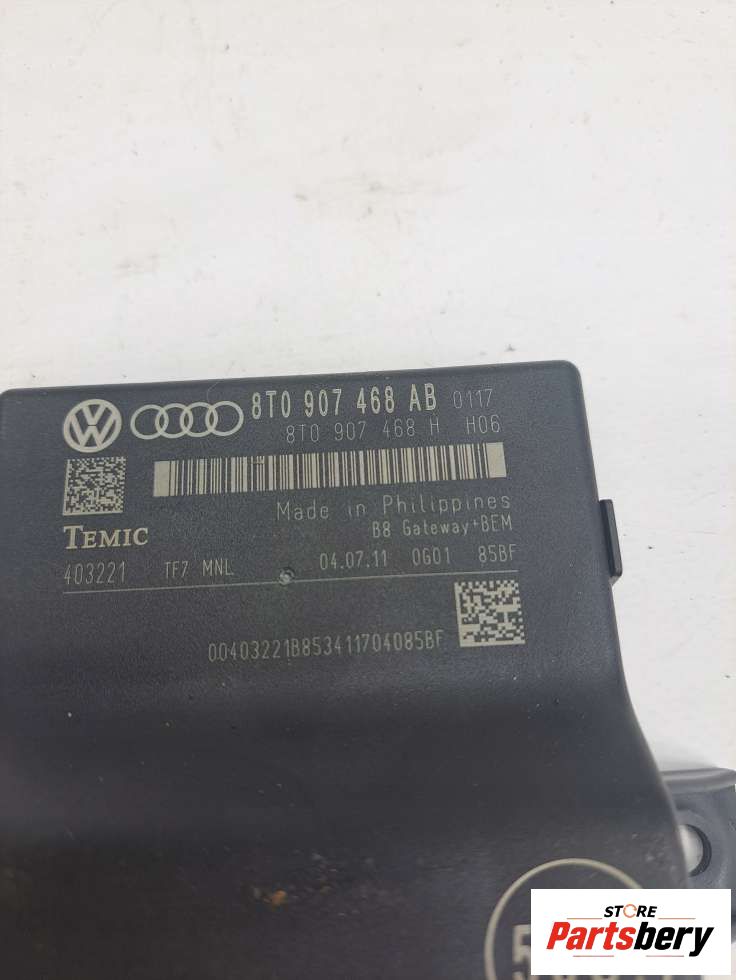 8T0 907 468 AB 0117
8T0 907 468 H H06
Made in Philippines
B8 Gateway+BEM
TEMIC
403221 TF7 MNL 04.07.11 0G01 85BF
00403221B853411704085BF
STORE
Partsbery